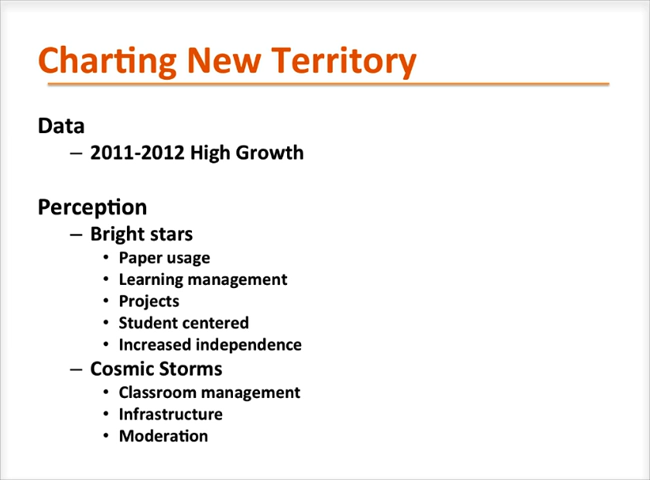 Charting New Territory
Data
– 2011-2012 High Growth
Perception
– Bright stars
• Paper usage
• Learning management
• Projects
• Student centered
• Increased independence
– Cosmic Storms
• Classroom management
• Infrastructure
• Moderation